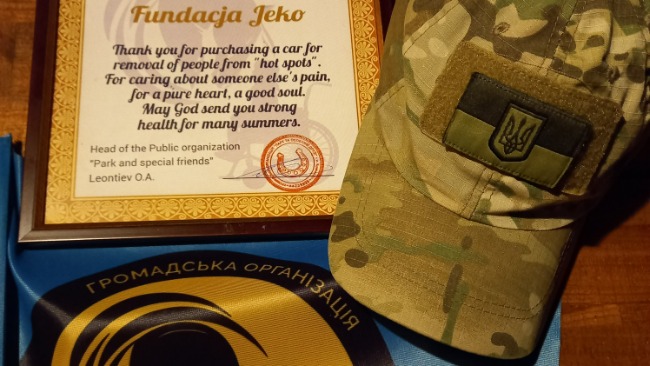 Fundacja Jeko
Thank you for purchasing a car for
removal of people from "hot spots".
For caring about someone else's pain,
for a pure heart, a good soul.
May God send you strong
health for many summers.
Head of the Public organization
"Park and special friends"
Leontiev O.A.
ГРОМАДСЬКА ОРГАНІЗАЦІЯ